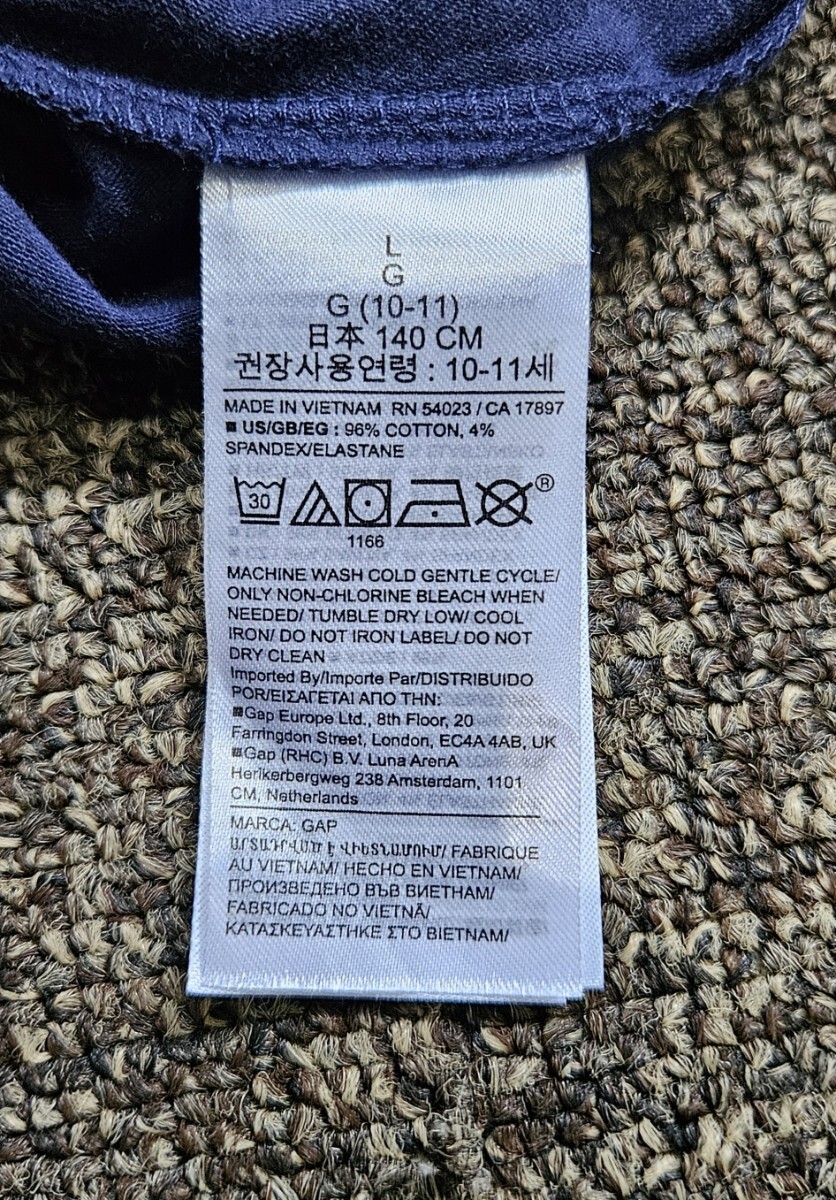 L
G
G (10-11)
日本 140 CM
권장사용연령 : 10-11세
MADE IN VIETNAM RN 54023 / CA 17897
■ US/GB/EG : 96% COTTON, 4%
SPANDEX/ELASTANE
30
®
1166
MACHINE WASH COLD GENTLE CYCLE/
ONLY NON-CHLORINE BLEACH WHEN
NEEDED/ TUMBLE DRY LOW/ COOL
IRON/ DO NOT IRON LABEL/ DO NOT
DRY CLEAN
Imported By/Importe Par/DISTRIBUIDO
POR/ΕΙΣΑΓΕΤΑΙ ΑΠΟ ΤΗΝ:
■Gap Europe Ltd., 8th Floor, 20
Farringdon Street, London, EC4A 4AB, UK
■Gap (RHC) B.V. Luna ArenA
Herikerbergweg 238 Amsterdam, 1101
CM, Netherlands
MARCA: GAP
ԱՐՏԱԴՐՎԱԾ Է ՎԻԵՏՆԱՄՈՒՄ/ FABRIQUE
AU VIETNAM/ HECHO EN VIETNAM/
ПРОИЗВЕДЕНО ВЪВ ВИЕТНАМ/
FABRICADO NO VIETNÃ/
ΚΑΤΑΣΚΕΥΑΣΤΗΚΕ ΣΤΟ ΒΙΕΤΝΑΜ/